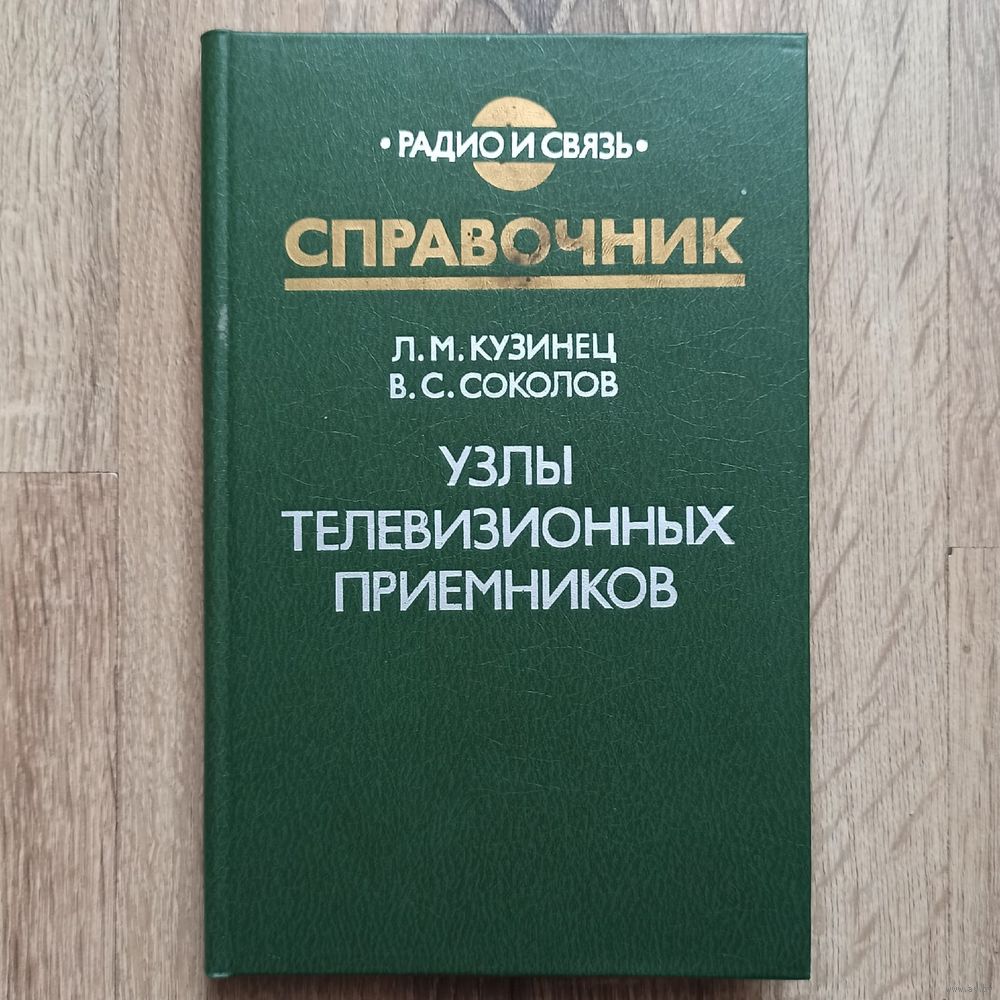 • РАДИО И СВЯЗЬ •
СПРАВОЧНИК
Л.М. КУЗИНЕЦ
В.С. СОКОЛОВ
УЗЛЫ
ТЕЛЕВИЗИОННЫХ
ПРИЕМНИКОВ